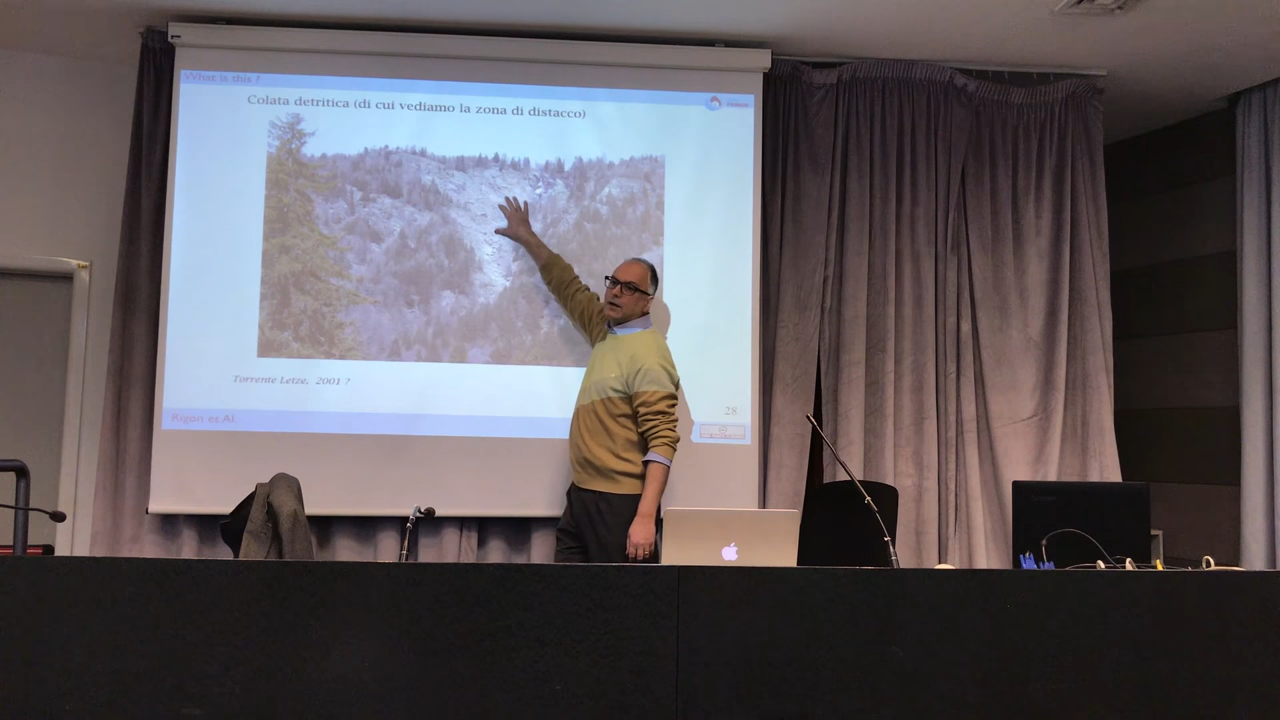 What is this ?
Colata detritica (di cui vediamo la zona di distacco)
Torrente Letze, 2001 ?
28
Rigon et Al.